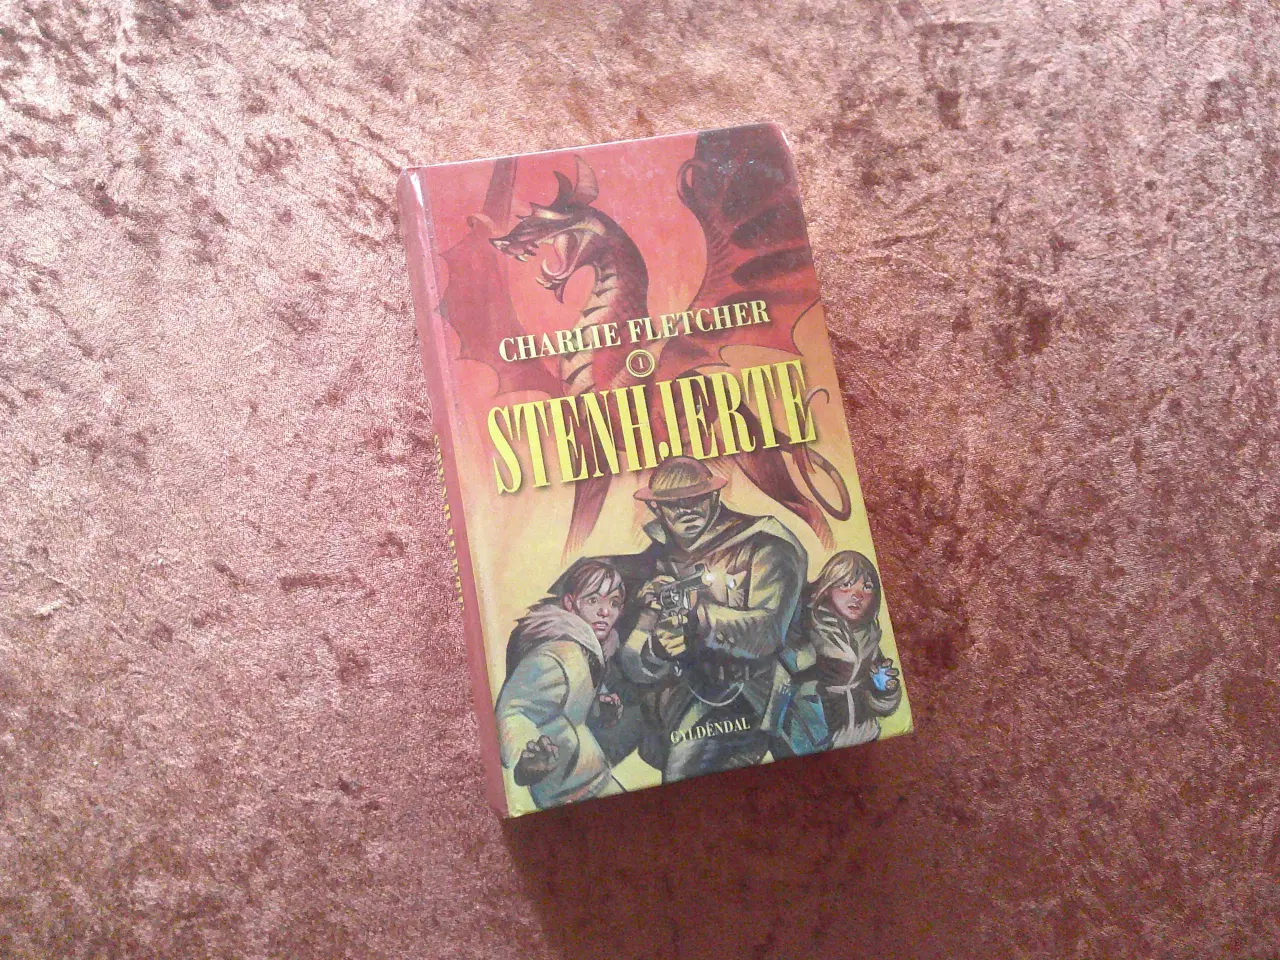 CHARLIE FLETCHER
1
STENHJERTE
GYLDENDAL